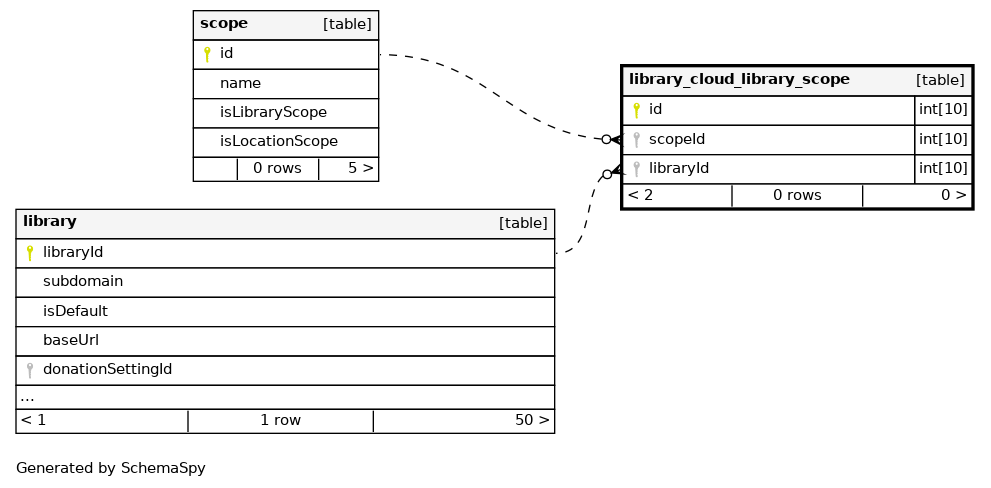 scope [table]
id
name
isLibraryScope
isLocationScope
0 rows 5 >
library_cloud_library_scope [table]
id int[10]
scopeId int[10]
libraryId int[10]
< 2 0 rows 0 >
library [table]
libraryId
subdomain
isDefault
baseUrl
donationSettingId
...
< 1 1 row 50 >
Generated by SchemaSpy